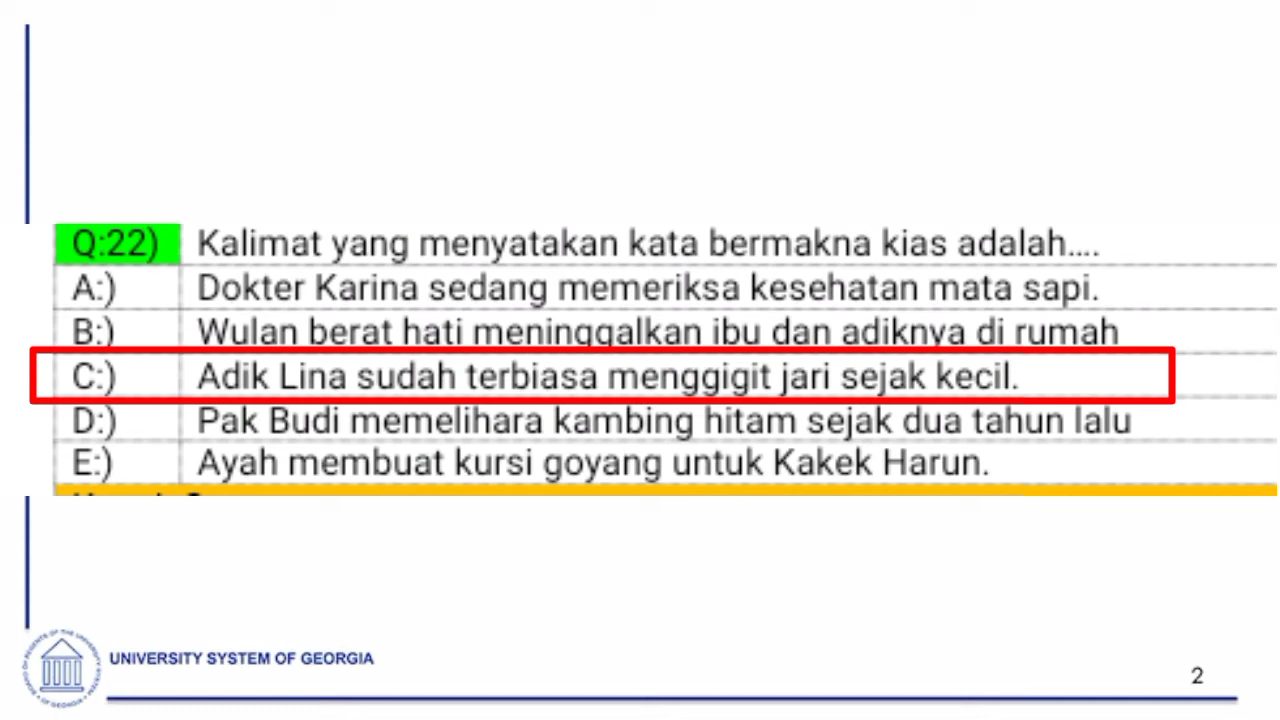 Q:22) Kalimat yang menyatakan kata bermakna kias adalah....
A:) Dokter Karina sedang memeriksa kesehatan mata sapi.
B:) Wulan berat hati meninggalkan ibu dan adiknya di rumah
C:) Adik Lina sudah terbiasa menggigit jari sejak kecil.
D:) Pak Budi memelihara kambing hitam sejak dua tahun lalu
E:) Ayah membuat kursi goyang untuk Kakek Harun.
UNIVERSITY SYSTEM OF GEORGIA
2